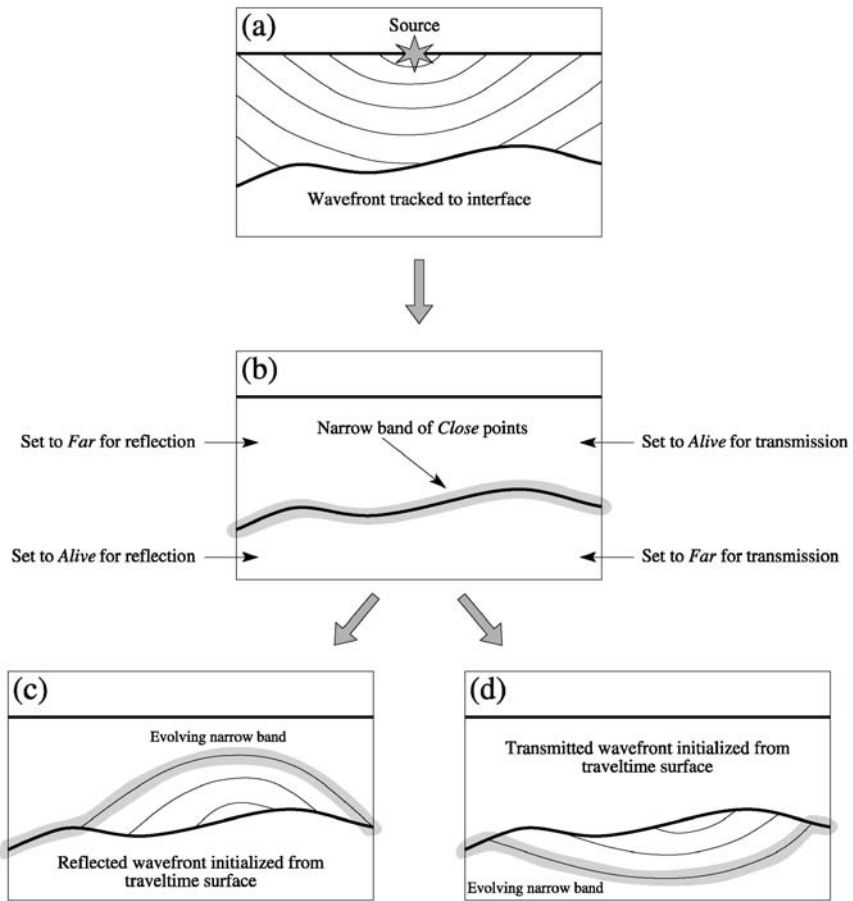 (a)
Source
Wavefront tracked to interface
(b)
Set to Far for reflection
Narrow band of Close points
Set to Alive for transmission
Set to Alive for reflection
Set to Far for transmission
(c)
Evolving narrow band
Reflected wavefront initialized from
traveltime surface
(d)
Transmitted wavefront initialized from
traveltime surface
Evolving narrow band